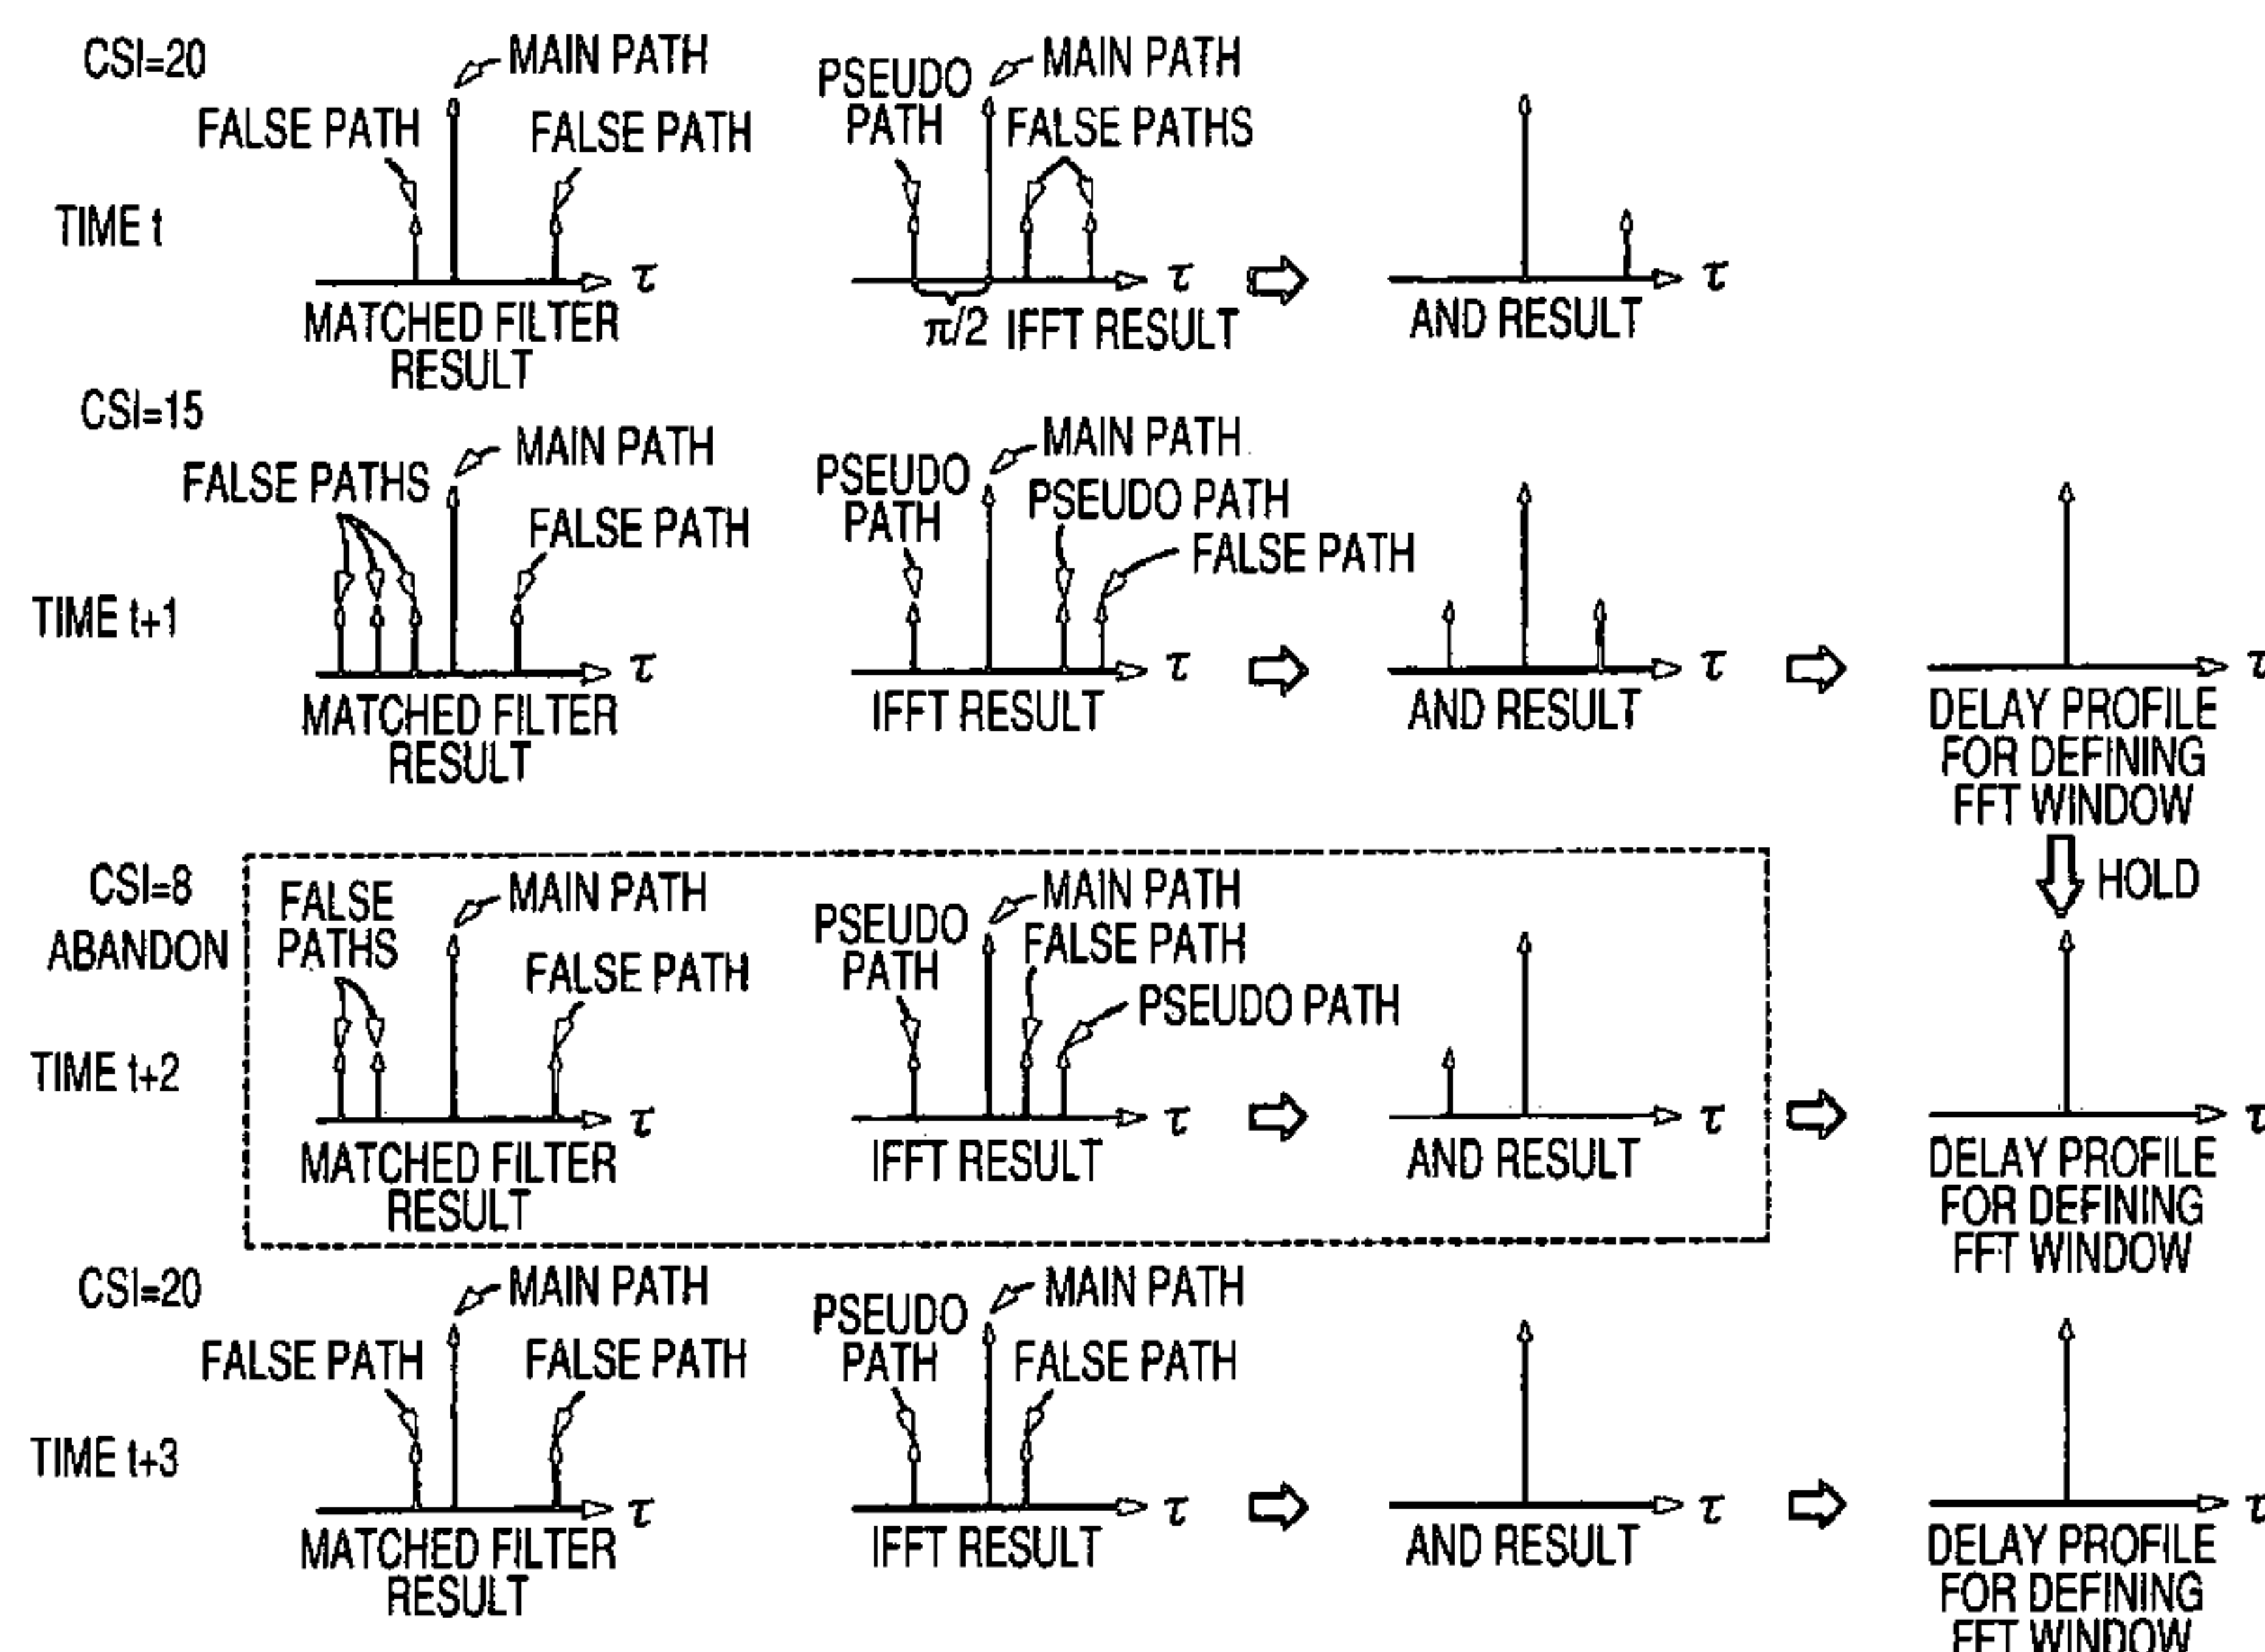 CSI=20
MAIN PATH
FALSE PATH
FALSE PATH
TIME t
τ
MATCHED FILTER
RESULT
PSEUDO
PATH
MAIN PATH
FALSE PATHS
τ
π/2 IFFT RESULT
τ
AND RESULT
CSI=15
MAIN PATH
FALSE PATHS
FALSE PATH
TIME t+1
τ
MATCHED FILTER
RESULT
MAIN PATH
PSEUDO
PATH
PSEUDO PATH
FALSE PATH
τ
IFFT RESULT
τ
AND RESULT
τ
DELAY PROFILE
FOR DEFINING
FFT WINDOW
HOLD
CSI=8
ABANDON
FALSE
PATHS
MAIN PATH
FALSE PATH
TIME t+2
τ
MATCHED FILTER
RESULT
MAIN PATH
PSEUDO
PATH
FALSE PATH
PSEUDO PATH
τ
IFFT RESULT
τ
AND RESULT
τ
DELAY PROFILE
FOR DEFINING
FFT WINDOW
CSI=20
MAIN PATH
FALSE PATH
FALSE PATH
TIME t+3
τ
MATCHED FILTER
RESULT
PSEUDO
PATH
MAIN PATH
FALSE PATH
τ
IFFT RESULT
τ
AND RESULT
τ
DELAY PROFILE
FOR DEFINING
FFT WINDOW